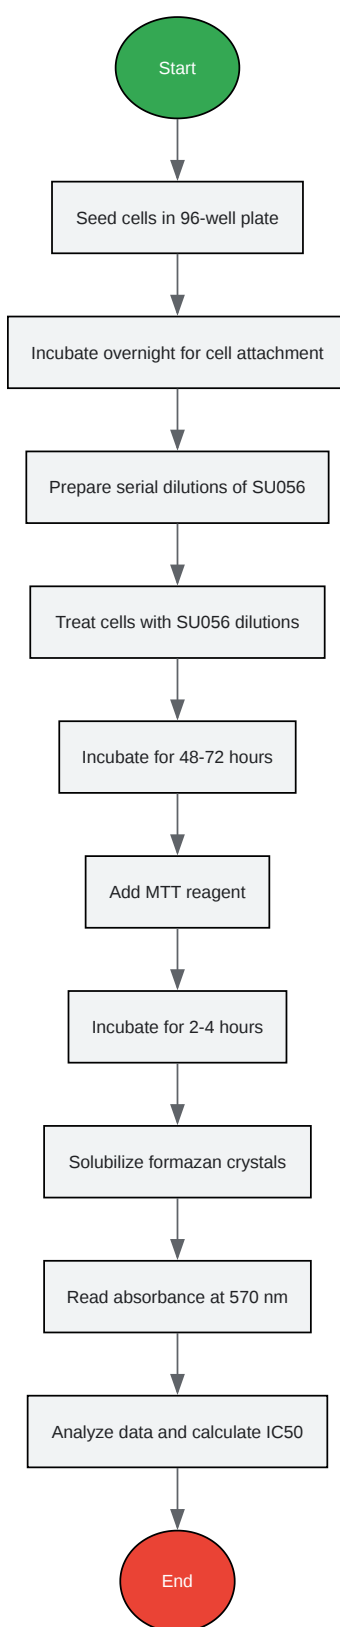 Start
Seed cells in 96-well plate
Incubate overnight for cell attachment
Prepare serial dilutions of SU056
Treat cells with SU056 dilutions
Incubate for 48-72 hours
Add MTT reagent
Incubate for 2-4 hours
Solubilize formazan crystals
Read absorbance at 570 nm
Analyze data and calculate IC50
End